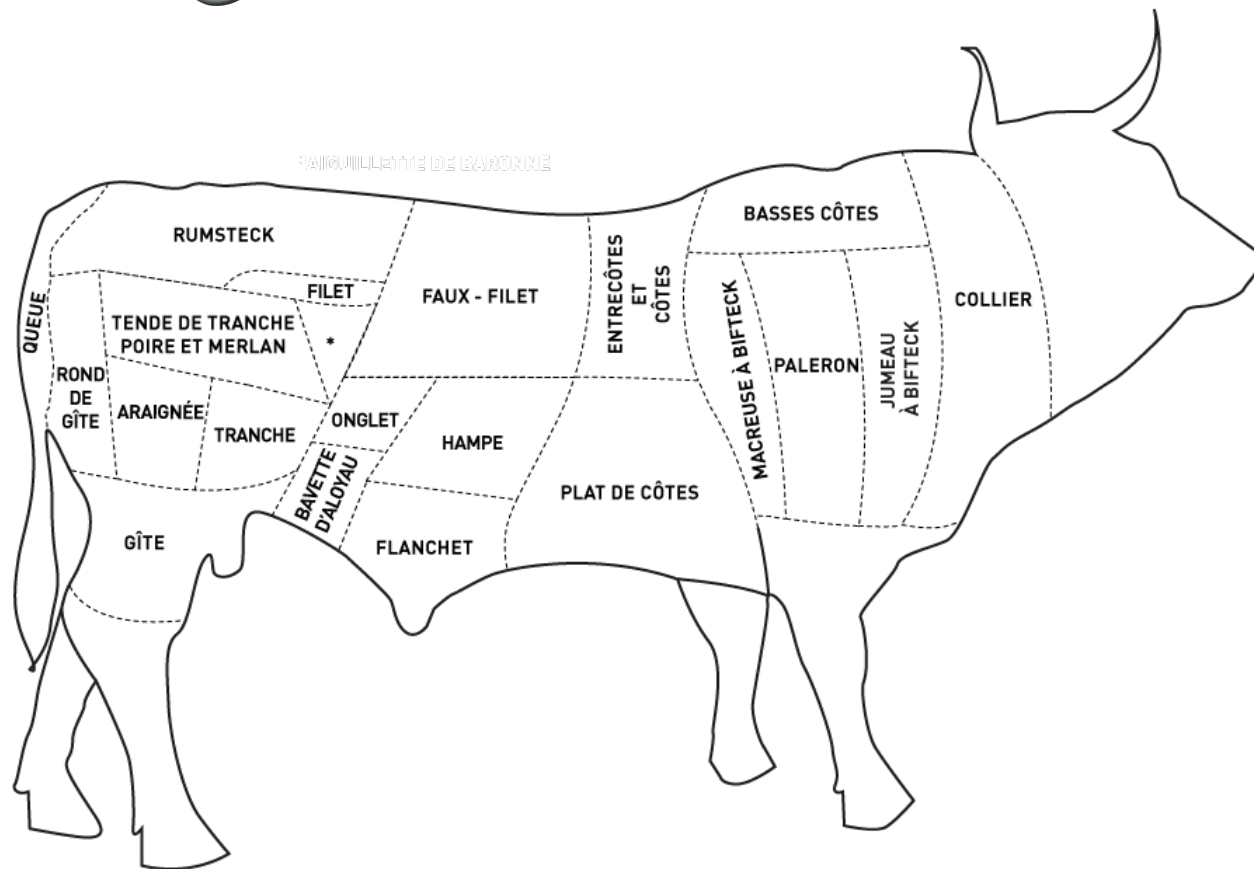 *AIGUILLETTE DE BARONNE
BASSES CÔTES
RUMSTECK
FILET
FAUX - FILET
ENTRECÔTES
ET
CÔTES
COLLIER
QUEUE
TENDE DE TRANCHE
POIRE ET MERLAN
*
MACREUSE À BIFTECK
PALERON
JUMEAU
À BIFTECK
ROND
DE
GÎTE
ARAIGNÉE
TRANCHE
ONGLET
HAMPE
BAVETTE
D'ALOYAU
PLAT DE CÔTES
GÎTE
FLANCHET